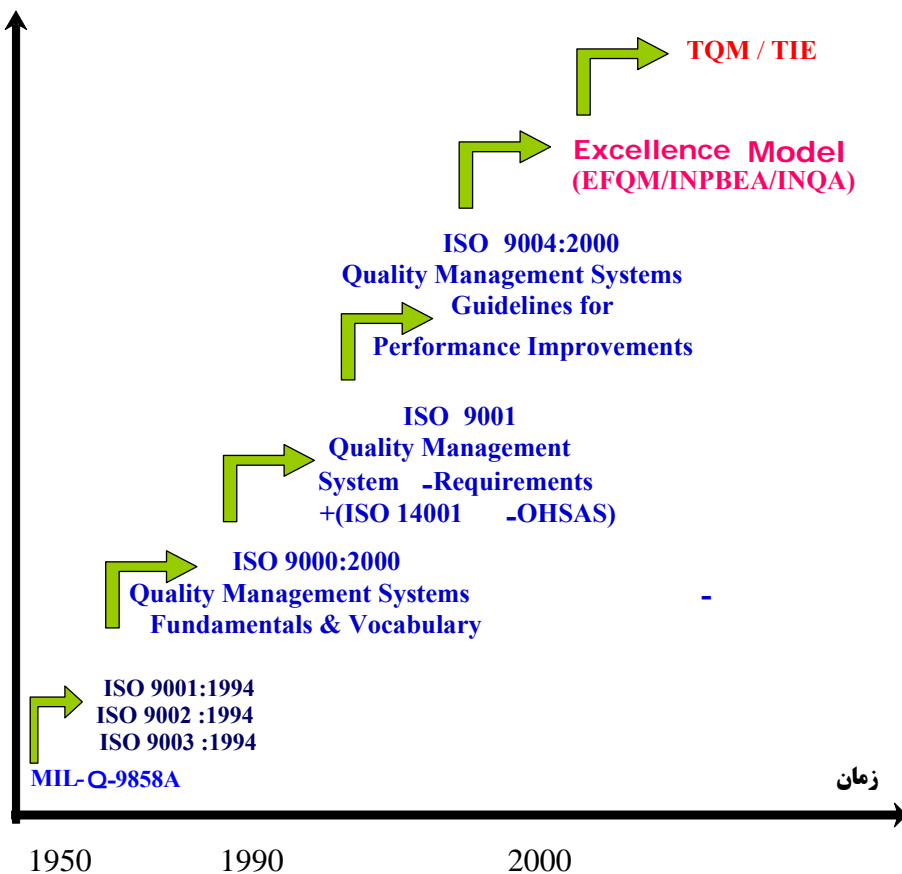 TQM / TIE
Excellence Model
(EFQM/INPBEA/INQA)
ISO 9004:2000
Quality Management Systems
Guidelines for
Performance Improvements
ISO 9001
Quality Management
System -Requirements
+(ISO 14001 -OHSAS)
ISO 9000:2000
Quality Management Systems -
Fundamentals & Vocabulary
ISO 9001:1994
ISO 9002 :1994
ISO 9003 :1994
MIL-Q-9858A
زمان
1950 1990 2000